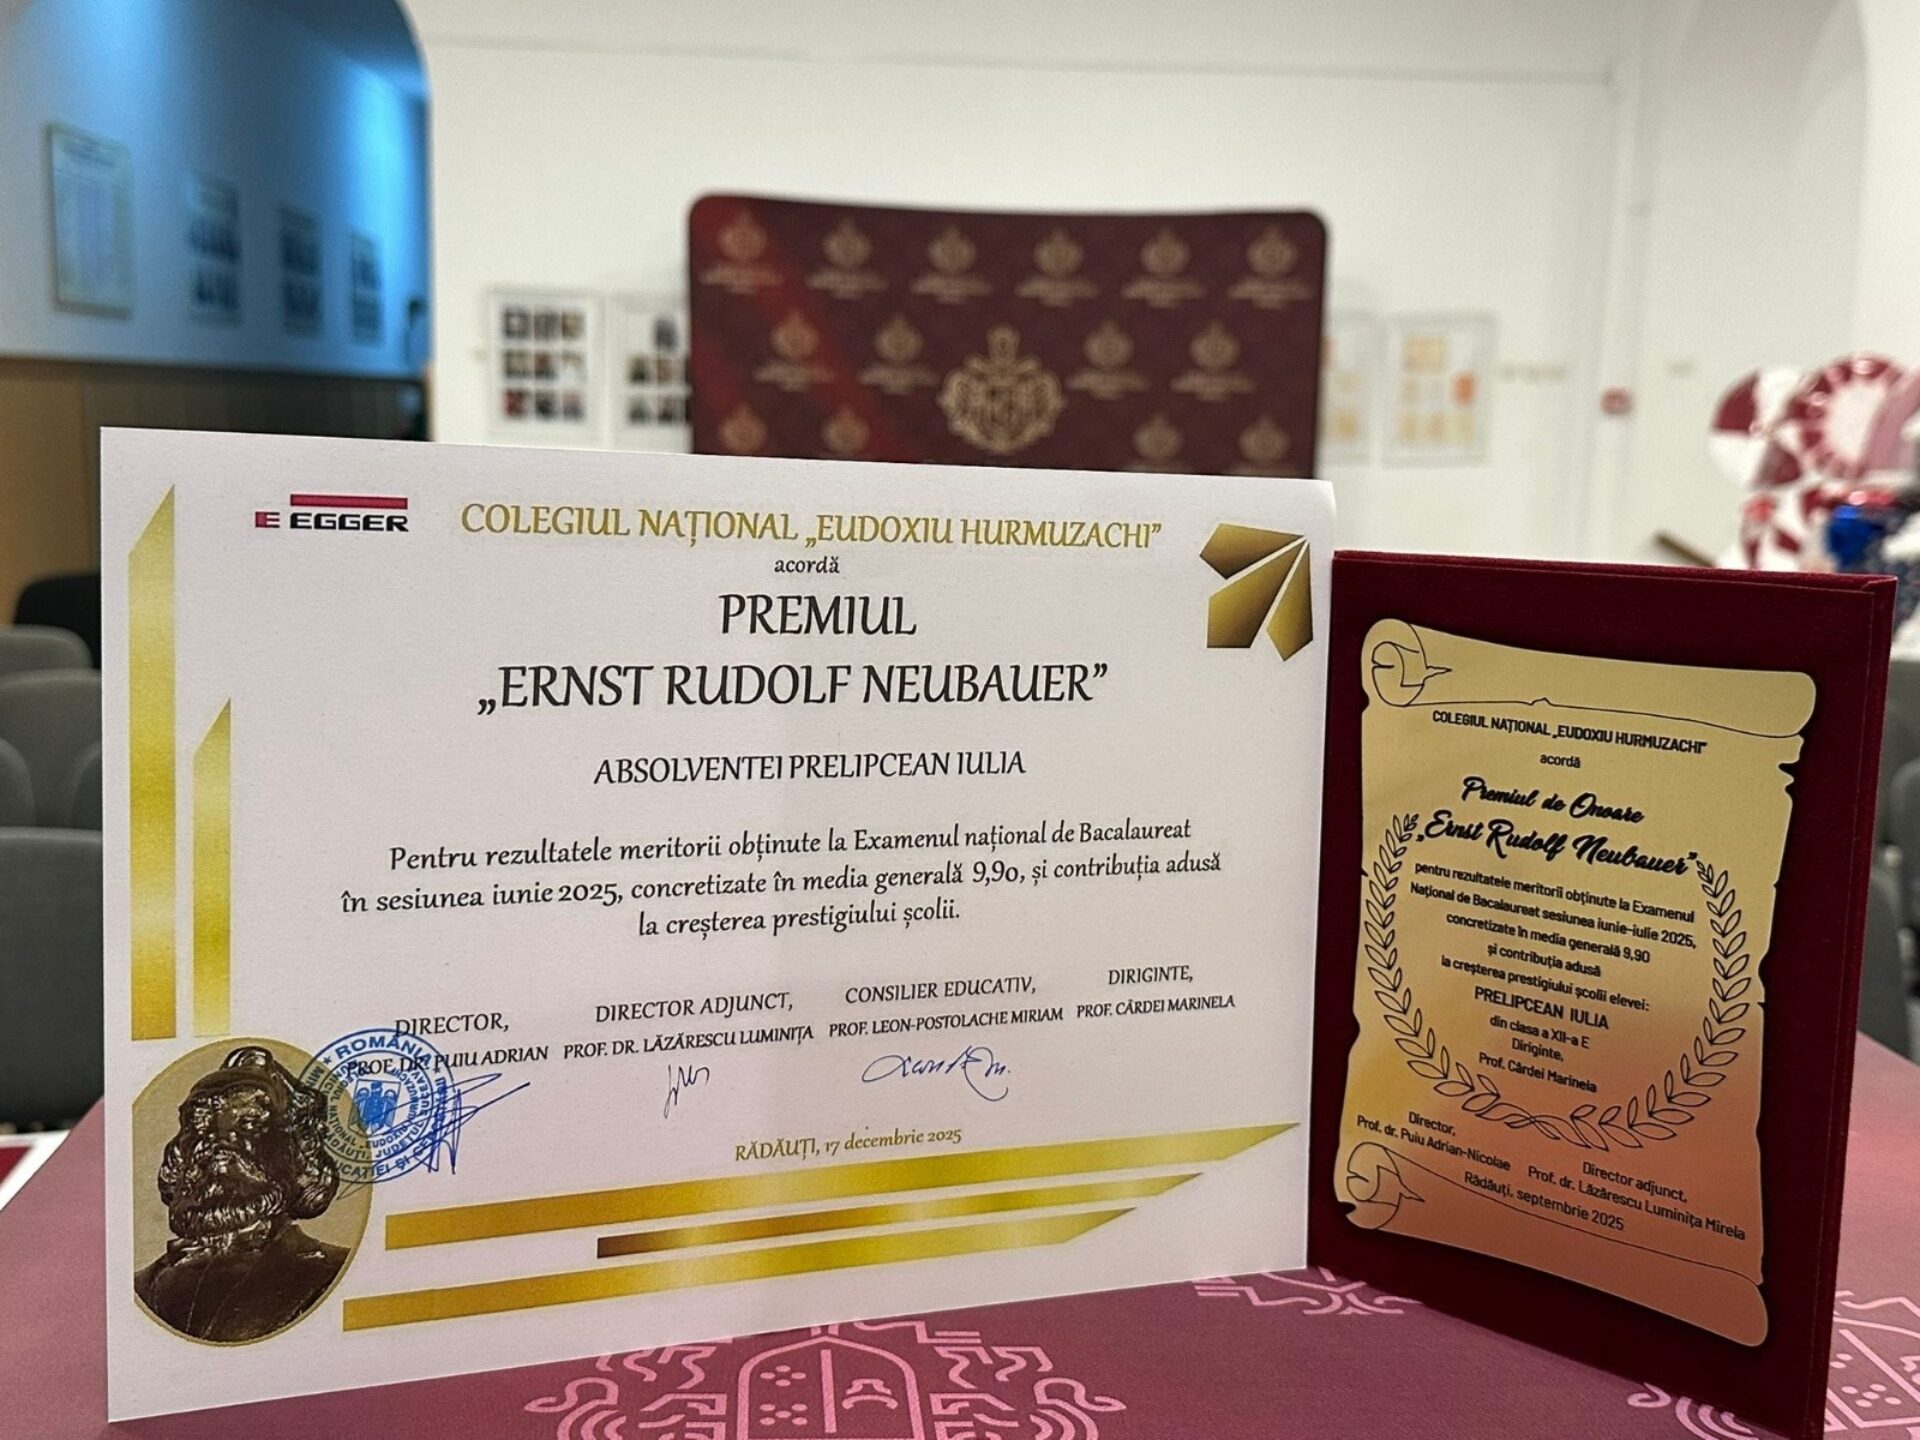 EGGER
COLEGIUL NAȚIONAL „EUDOXIU HURMUZACHI”
acordă
PREMIUL
„ERNST RUDOLF NEUBAUER”
ABSOLVENTEI PRELIPCEAN IULIA
Pentru rezultatele meritorii obținute la Examenul național de Bacalaureat
în sesiunea iunie 2025, concretizate în media generală 9,90, și contribuția adusă
la creșterea prestigiului școlii.
DIRECTOR,
PROF. DR. PUIU ADRIAN
DIRECTOR ADJUNCT,
PROF. DR. LĂZĂRESCU LUMINIȚA
CONSILIER EDUCATIV,
PROF. LEON-POSTOLACHE MIRIAM
DIRIGINTE,
PROF. CÂRDEI MARINELA
ROMÂNIA
RĂDĂUȚI, 17 decembrie 2025
COLEGIUL NAȚIONAL „EUDOXIU HURMUZACHI”
acordă
Premiul de Onoare
„Ernst Rudolf Neubauer”
pentru rezultatele meritorii obținute la Examenul
Național de Bacalaureat sesiunea iunie-iulie 2025,
concretizate în media generală 9,90
și contribuția adusă
la creșterea prestigiului școlii elevei:
PRELIPCEAN IULIA
din clasa a XII-a E
Diriginte,
Prof. Cârdei Marinela
Director,
Prof. dr. Puiu Adrian-Nicolae
Director adjunct,
Prof. dr. Lăzărescu Luminița Mirela
Rădăuți, septembrie 2025